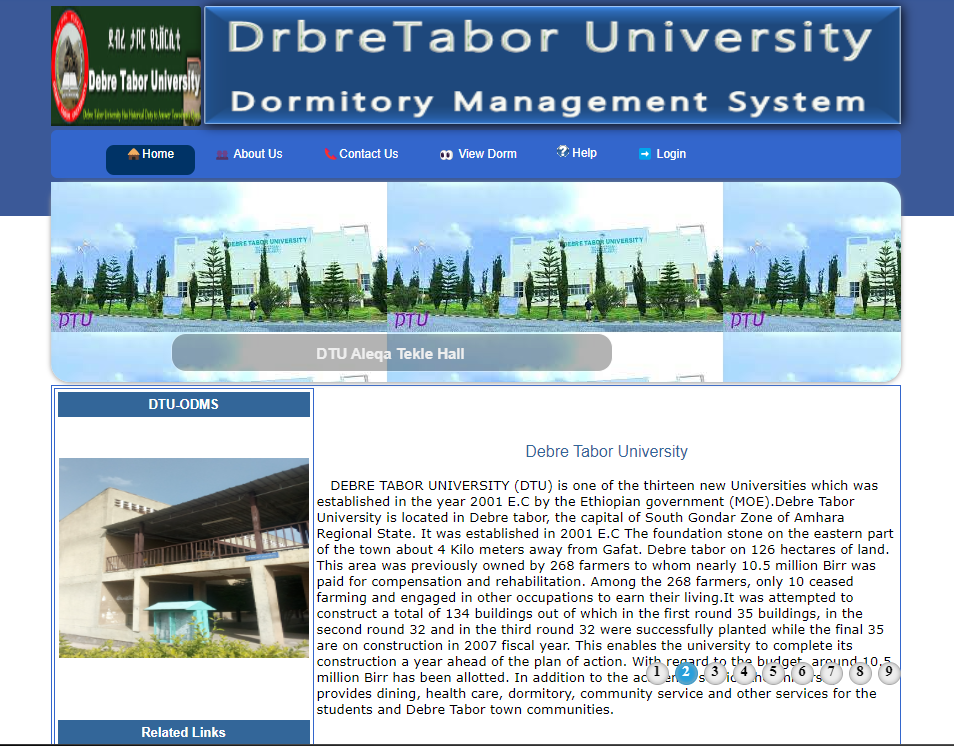 ደብረ ታቦር ዩኒቨርሲቲ
Debre Tabor University
DrbreTabor University
Dormitory Management System
Home About Us Contact Us View Dorm Help Login
DEBRE TABOR UNIVERSITY DEBRE TABOR UNIVERSITY
DTU DTU DTU
DTU Aleqa Tekle Hall
DTU-ODMS
Debre Tabor University
DEBRE TABOR UNIVERSITY (DTU) is one of the thirteen new Universities which was
established in the year 2001 E.C by the Ethiopian government (MOE).Debre Tabor
University is located in Debre tabor, the capital of South Gondar Zone of Amhara
Regional State. It was established in 2001 E.C The foundation stone on the eastern part
of the town about 4 Kilo meters away from Gafat. Debre tabor on 126 hectares of land.
This area was previously owned by 268 farmers to whom nearly 10.5 million Birr was
paid for compensation and rehabilitation. Among the 268 farmers, only 10 ceased
farming and engaged in other occupations to earn their living.It was attempted to
construct a total of 134 buildings out of which in the first round 35 buildings, in the
second round 32 and in the third round 32 were successfully planted while the final 35
are on construction in 2007 fiscal year. This enables the university to complete its
construction a year ahead of the plan of action. With regard to the budget, around 10.5
1 2 3 4 5 6 7 8 9
million Birr has been allotted. In addition to the
provides dining, health care, dormitory, community service and other services for the
students and Debre Tabor town communities.
Related Links